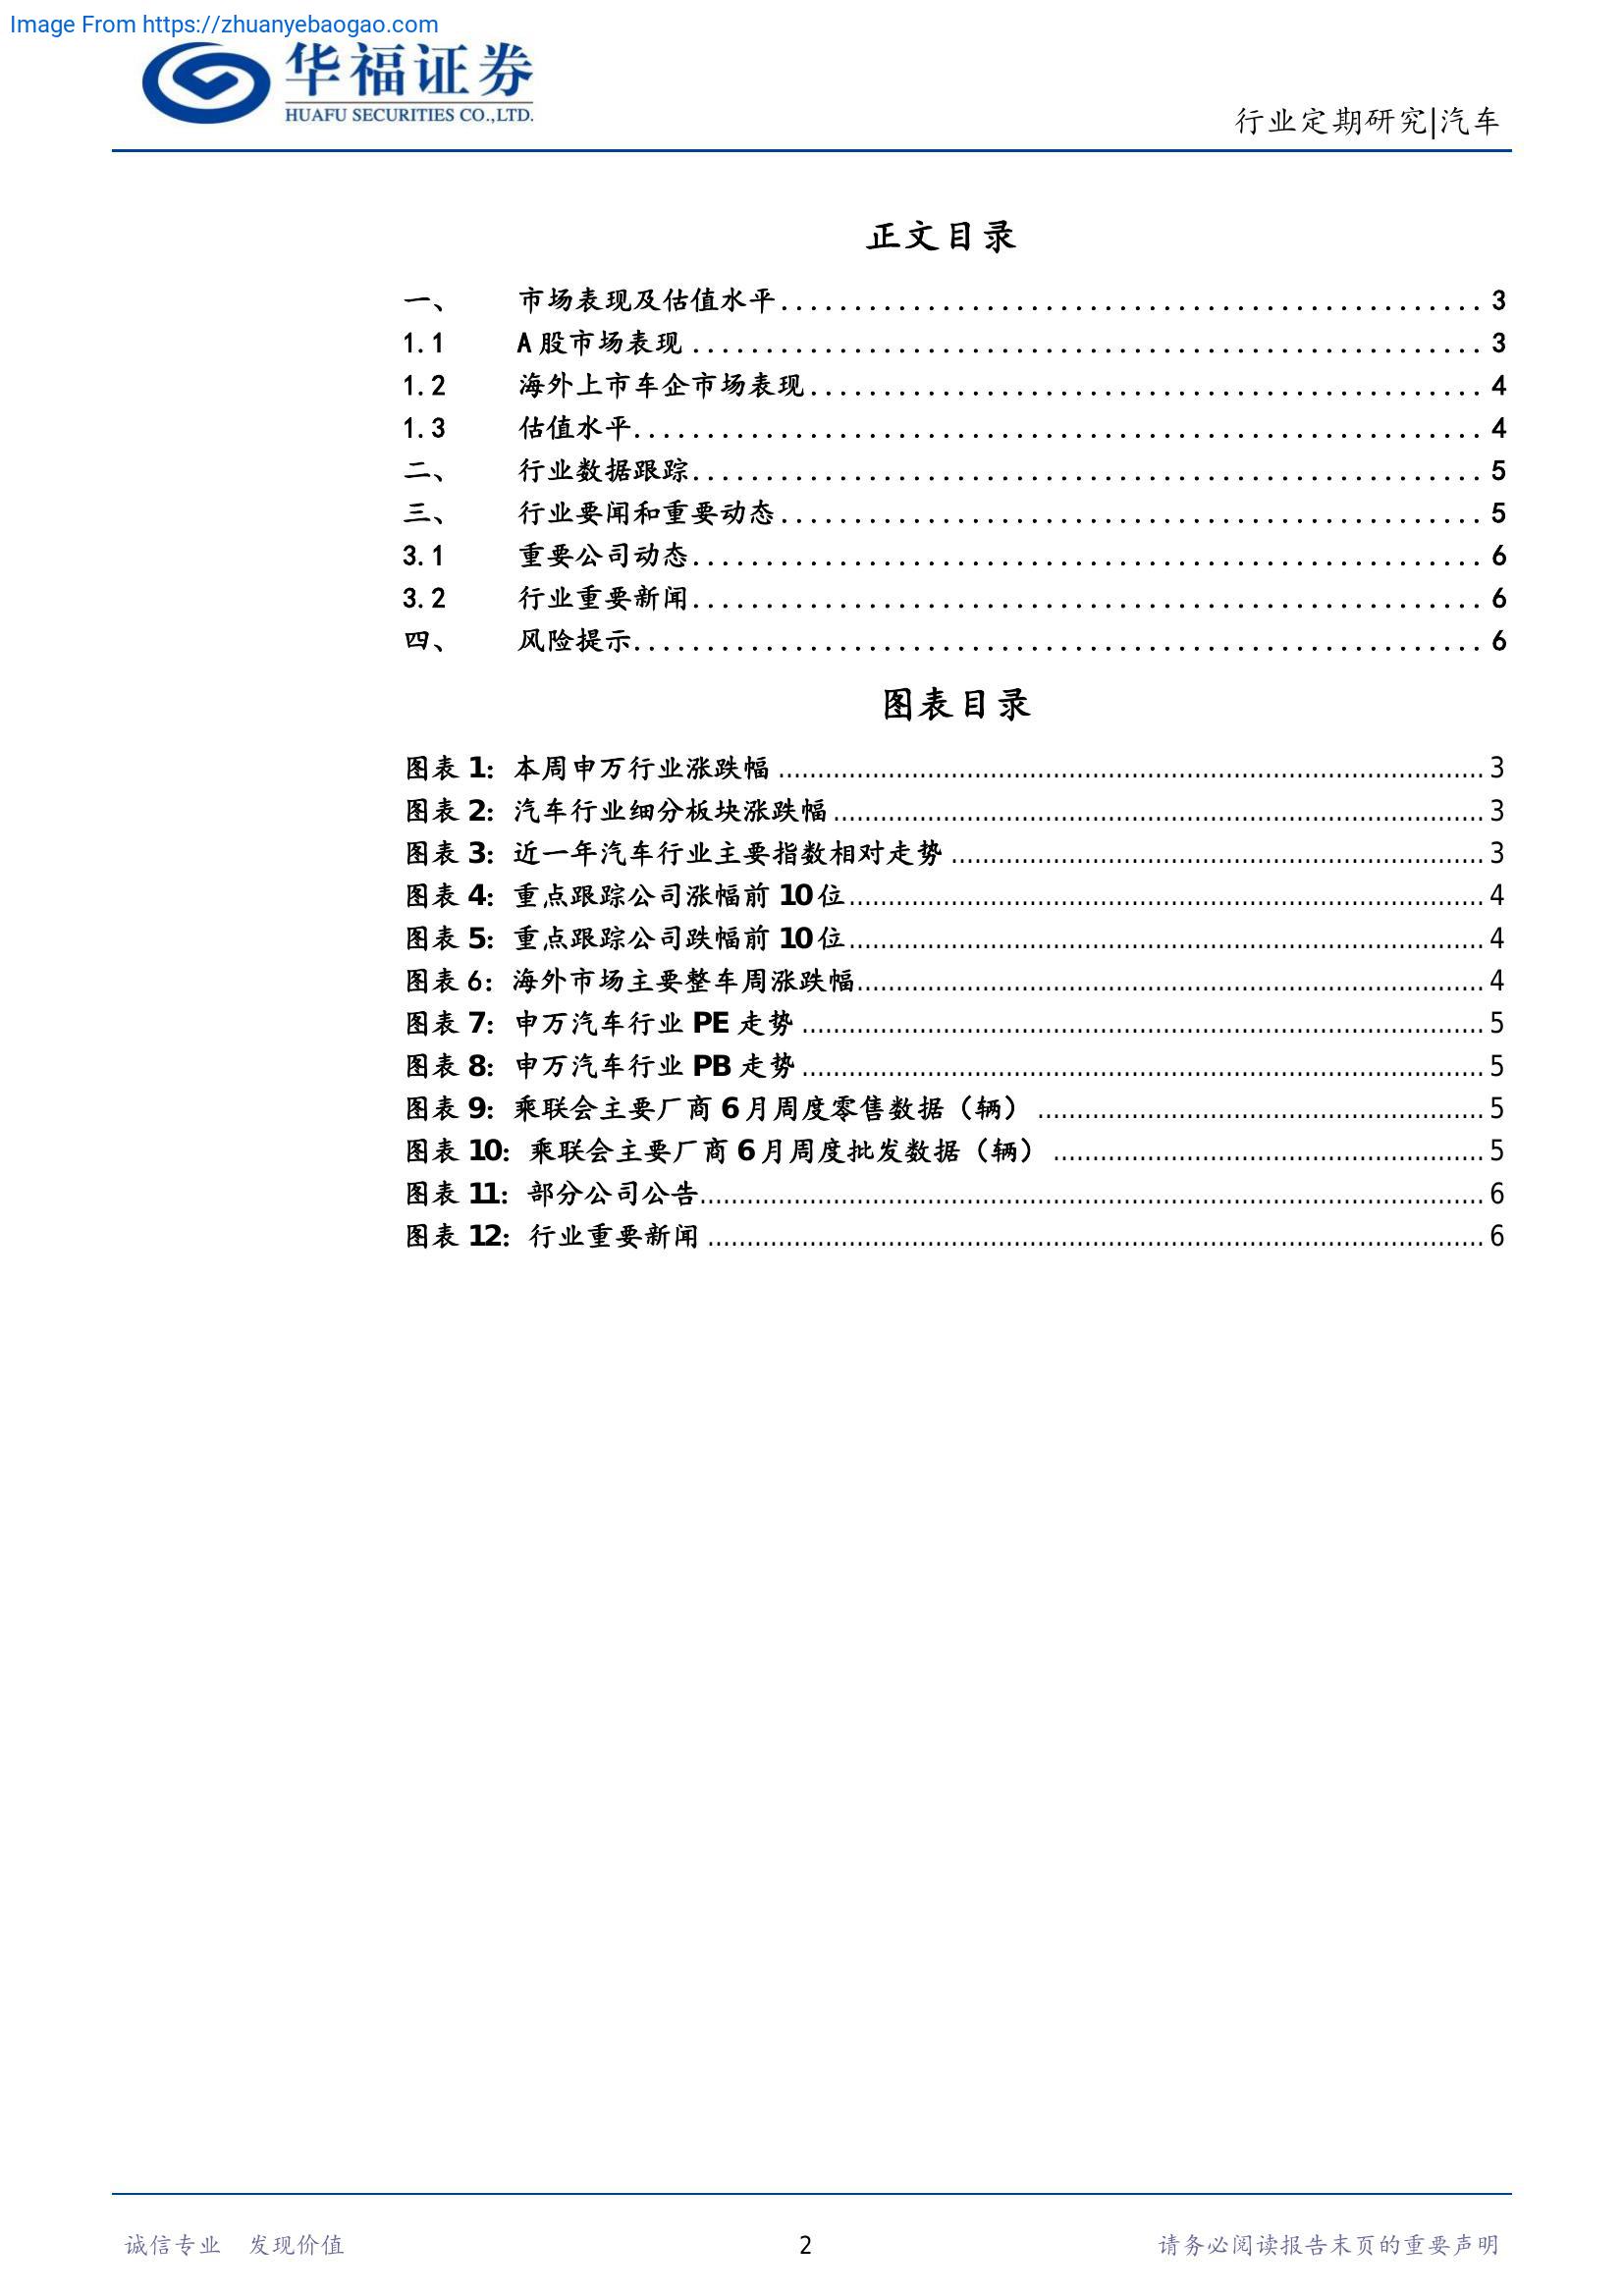 Image From https://zhuanyebaogao.com
华福证券
HUAFU SECURITIES CO.,LTD.
行业定期研究|汽车
正文目录
一、 市场表现及估值水平 3
1.1 A股市场表现 3
1.2 海外上市车企市场表现 4
1.3 估值水平 4
二、 行业数据跟踪 5
三、 行业要闻和重要动态 5
3.1 重要公司动态 6
3.2 行业重要新闻 6
四、 风险提示 6
图表目录
图表 1：本周申万行业涨跌幅 3
图表 2：汽车行业细分板块涨跌幅 3
图表 3：近一年汽车行业主要指数相对走势 3
图表 4：重点跟踪公司涨幅前 10 位 4
图表 5：重点跟踪公司跌幅前 10 位 4
图表 6：海外市场主要整车周涨跌幅 4
图表 7：申万汽车行业 PE 走势 5
图表 8：申万汽车行业 PB 走势 5
图表 9：乘联会主要厂商 6 月周度零售数据（辆） 5
图表 10：乘联会主要厂商 6 月周度批发数据（辆） 5
图表 11：部分公司公告 6
图表 12：行业重要新闻 6
诚信专业 发现价值
2
请务必阅读报告末页的重要声明